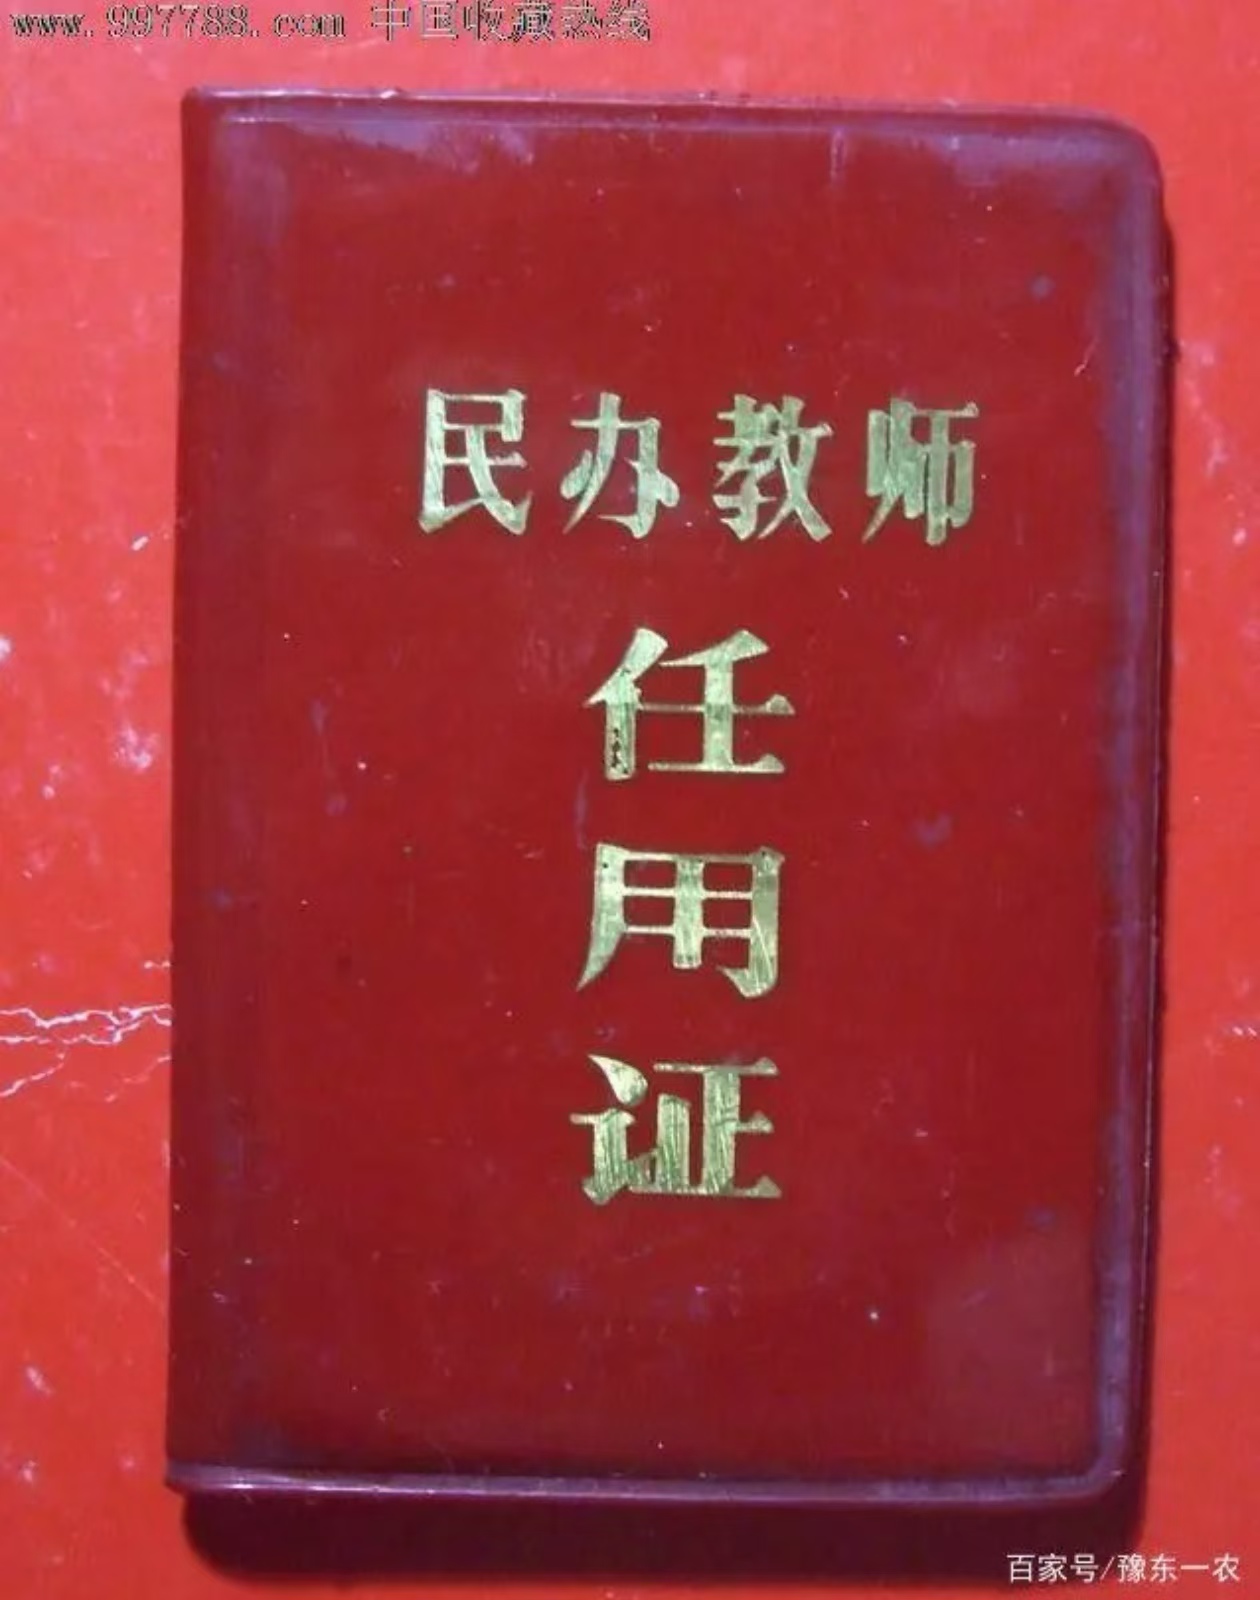 www.997788.com 中国收藏热线
民办教师
任
用
证
百家号/豫东一农